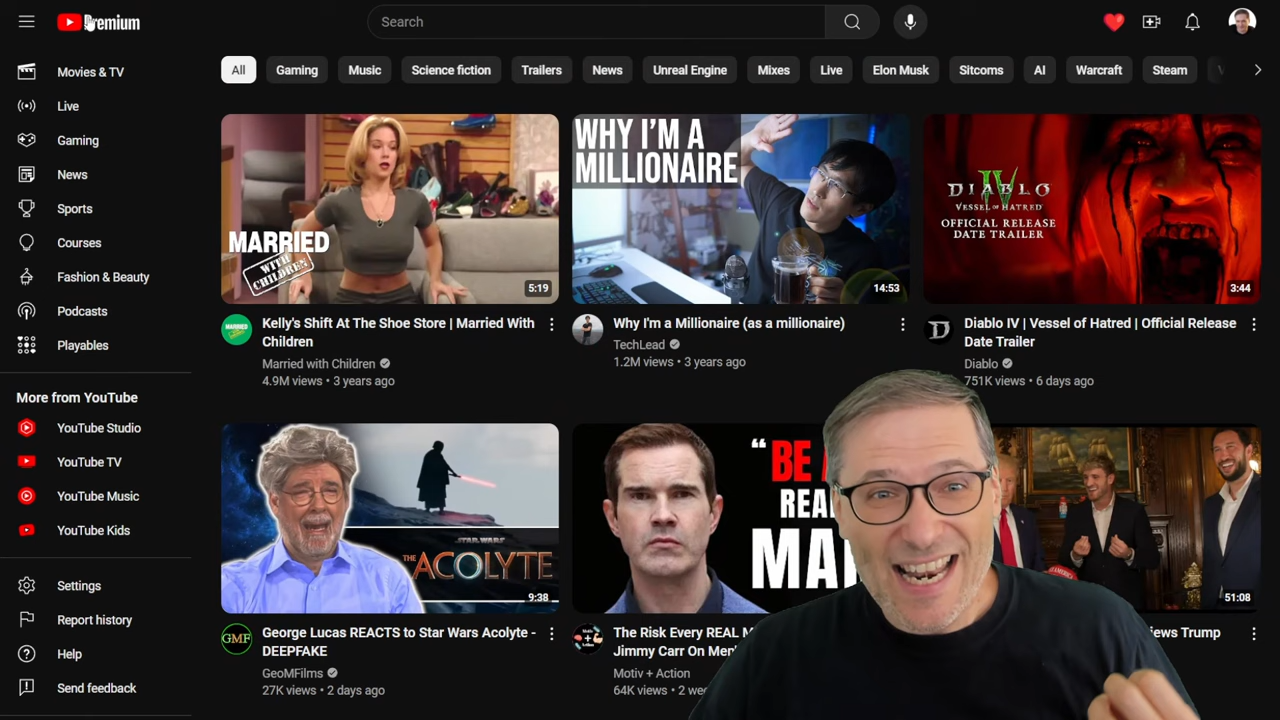 Premium
Search
All
Gaming
Music
Science fiction
Trailers
News
Unreal Engine
Mixes
Live
Elon Musk
Sitcoms
AI
Warcraft
Steam
Movies & TV
Live
Gaming
News
Sports
Courses
Fashion & Beauty
Podcasts
Playables
More from YouTube
YouTube Studio
YouTube TV
YouTube Music
YouTube Kids
Settings
Report history
Help
Send feedback
MARRIED
WITH
CHILDREN
5:19
MARRIED
Kelly's Shift At The Shoe Store | Married With
Children
Married with Children
4.9M views • 3 years ago
WHY I'M A
MILLIONAIRE
14:53
Why I'm a Millionaire (as a millionaire)
TechLead
1.2M views • 3 years ago
DIABLO
IV
VESSEL OF HATRED
OFFICIAL RELEASE
DATE TRAILER
3:44
Diablo IV | Vessel of Hatred | Official Release
Date Trailer
Diablo
751K views • 6 days ago
STAR WARS
THE ACOLYTE
9:38
GMF
George Lucas REACTS to Star Wars Acolyte -
DEEPFAKE
GeoMFilms
27K views • 2 days ago
“BE
REA
MA
The Risk Every REAL M
Jimmy Carr On Men
Motiv + Action
64K views • 2 wee
51:08
iews Trump